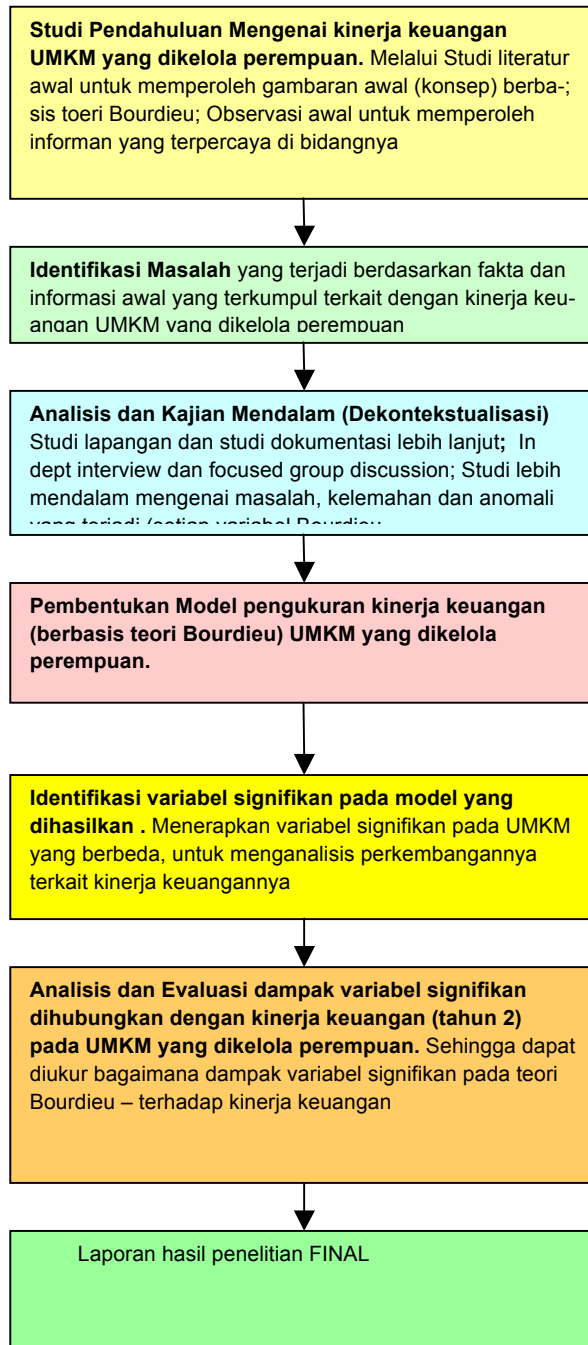 Studi Pendahuluan Mengenai kinerja keuangan
UMKM yang dikelola perempuan. Melalui Studi literatur
awal untuk memperoleh gambaran awal (konsep) berba-;
sis toeri Bourdieu; Observasi awal untuk memperoleh
informan yang terpercaya di bidangnya
Identifikasi Masalah yang terjadi berdasarkan fakta dan
informasi awal yang terkumpul terkait dengan kinerja keu-
angan UMKM yang dikelola perempuan
Analisis dan Kajian Mendalam (Dekontekstualisasi)
Studi lapangan dan studi dokumentasi lebih lanjut; In
dept interview dan focused group discussion; Studi lebih
mendalam mengenai masalah, kelemahan dan anomali
yang terjadi (setiap variabel Bourdieu
Pembentukan Model pengukuran kinerja keuangan
(berbasis teori Bourdieu) UMKM yang dikelola
perempuan.
Identifikasi variabel signifikan pada model yang
dihasilkan . Menerapkan variabel signifikan pada UMKM
yang berbeda, untuk menganalisis perkembangannya
terkait kinerja keuangannya
Analisis dan Evaluasi dampak variabel signifikan
dihubungkan dengan kinerja keuangan (tahun 2)
pada UMKM yang dikelola perempuan. Sehingga dapat
diukur bagaimana dampak variabel signifikan pada teori
Bourdieu – terhadap kinerja keuangan
Laporan hasil penelitian FINAL